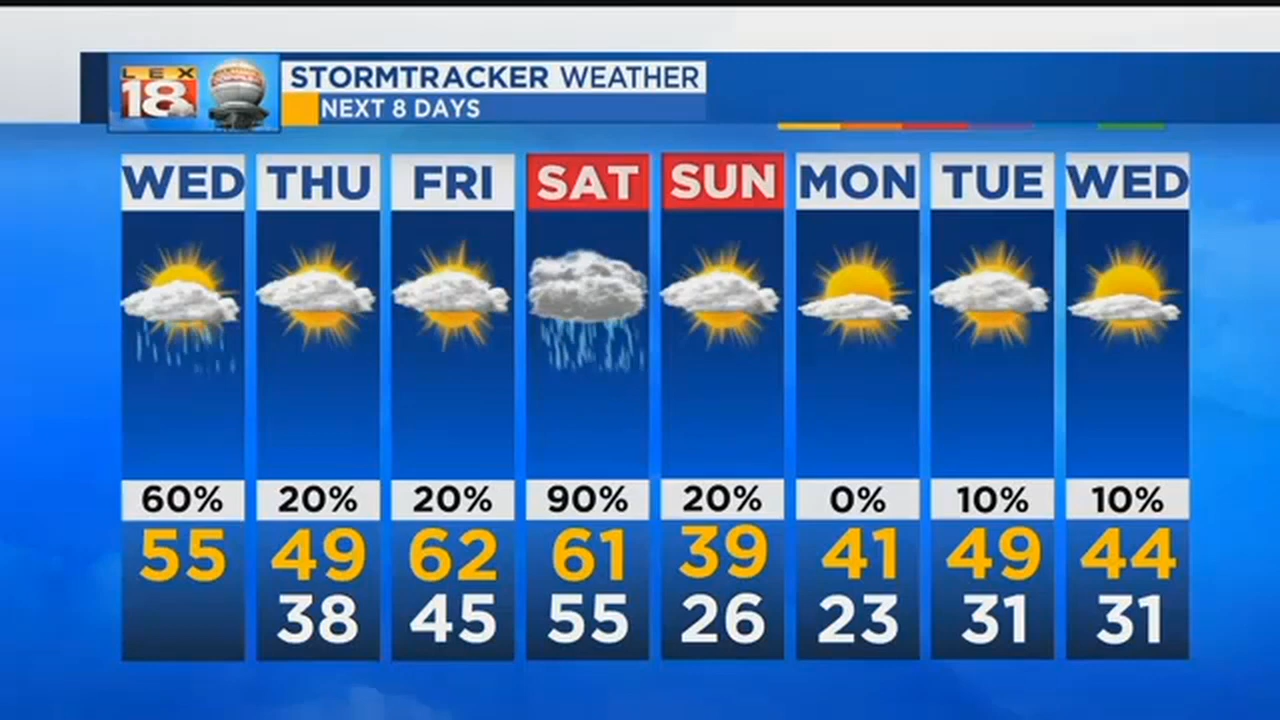 LEX
18
STORMTRACKER WEATHER
NEXT 8 DAYS
WED THU FRI SAT SUN MON TUE WED
60% 20% 20% 90% 20% 0% 10% 10%
55 49 62 61 39 41 49 44
38 45 55 26 23 31 31